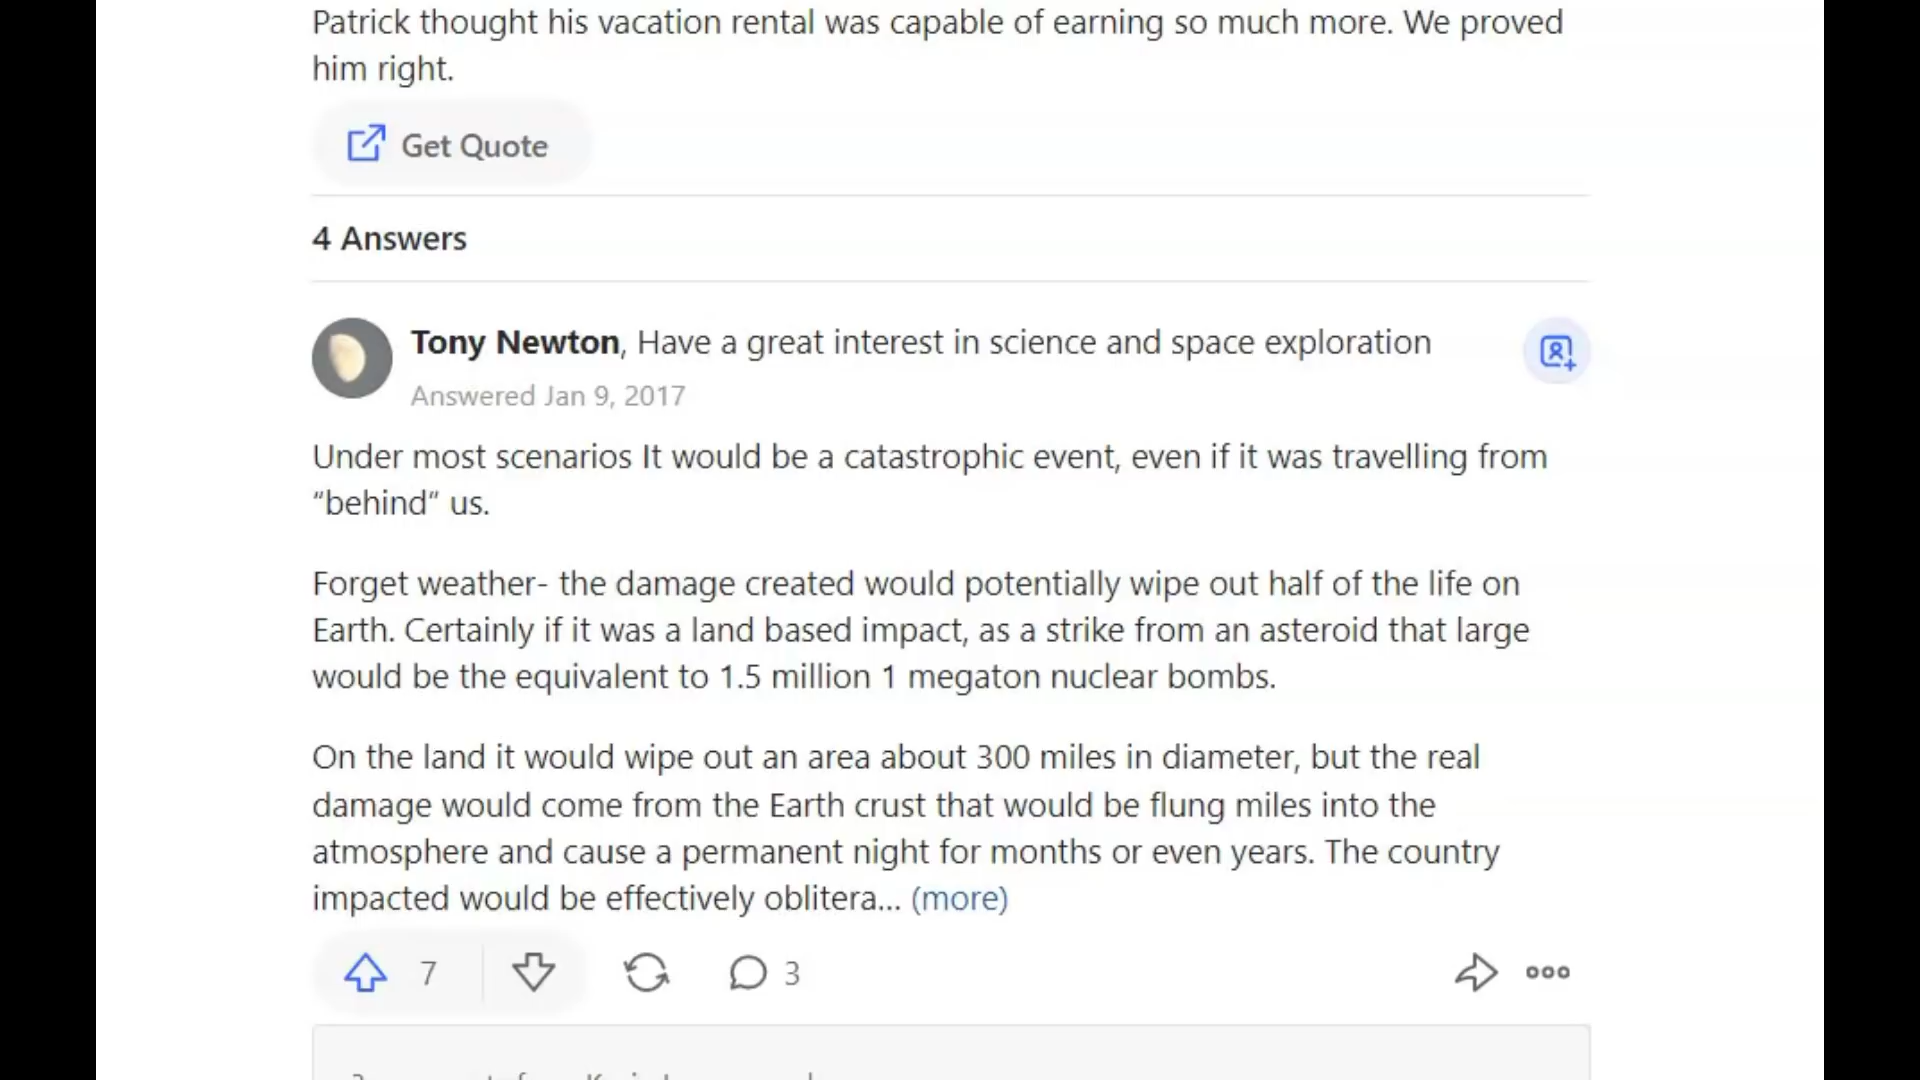 Patrick thought his vacation rental was capable of earning so much more. We proved
him right.
Get Quote
4 Answers
Tony Newton, Have a great interest in science and space exploration
Answered Jan 9, 2017
Under most scenarios It would be a catastrophic event, even if it was travelling from
“behind” us.
Forget weather- the damage created would potentially wipe out half of the life on
Earth. Certainly if it was a land based impact, as a strike from an asteroid that large
would be the equivalent to 1.5 million 1 megaton nuclear bombs.
On the land it would wipe out an area about 300 miles in diameter, but the real
damage would come from the Earth crust that would be flung miles into the
atmosphere and cause a permanent night for months or even years. The country
impacted would be effectively oblitera... (more)
7 3